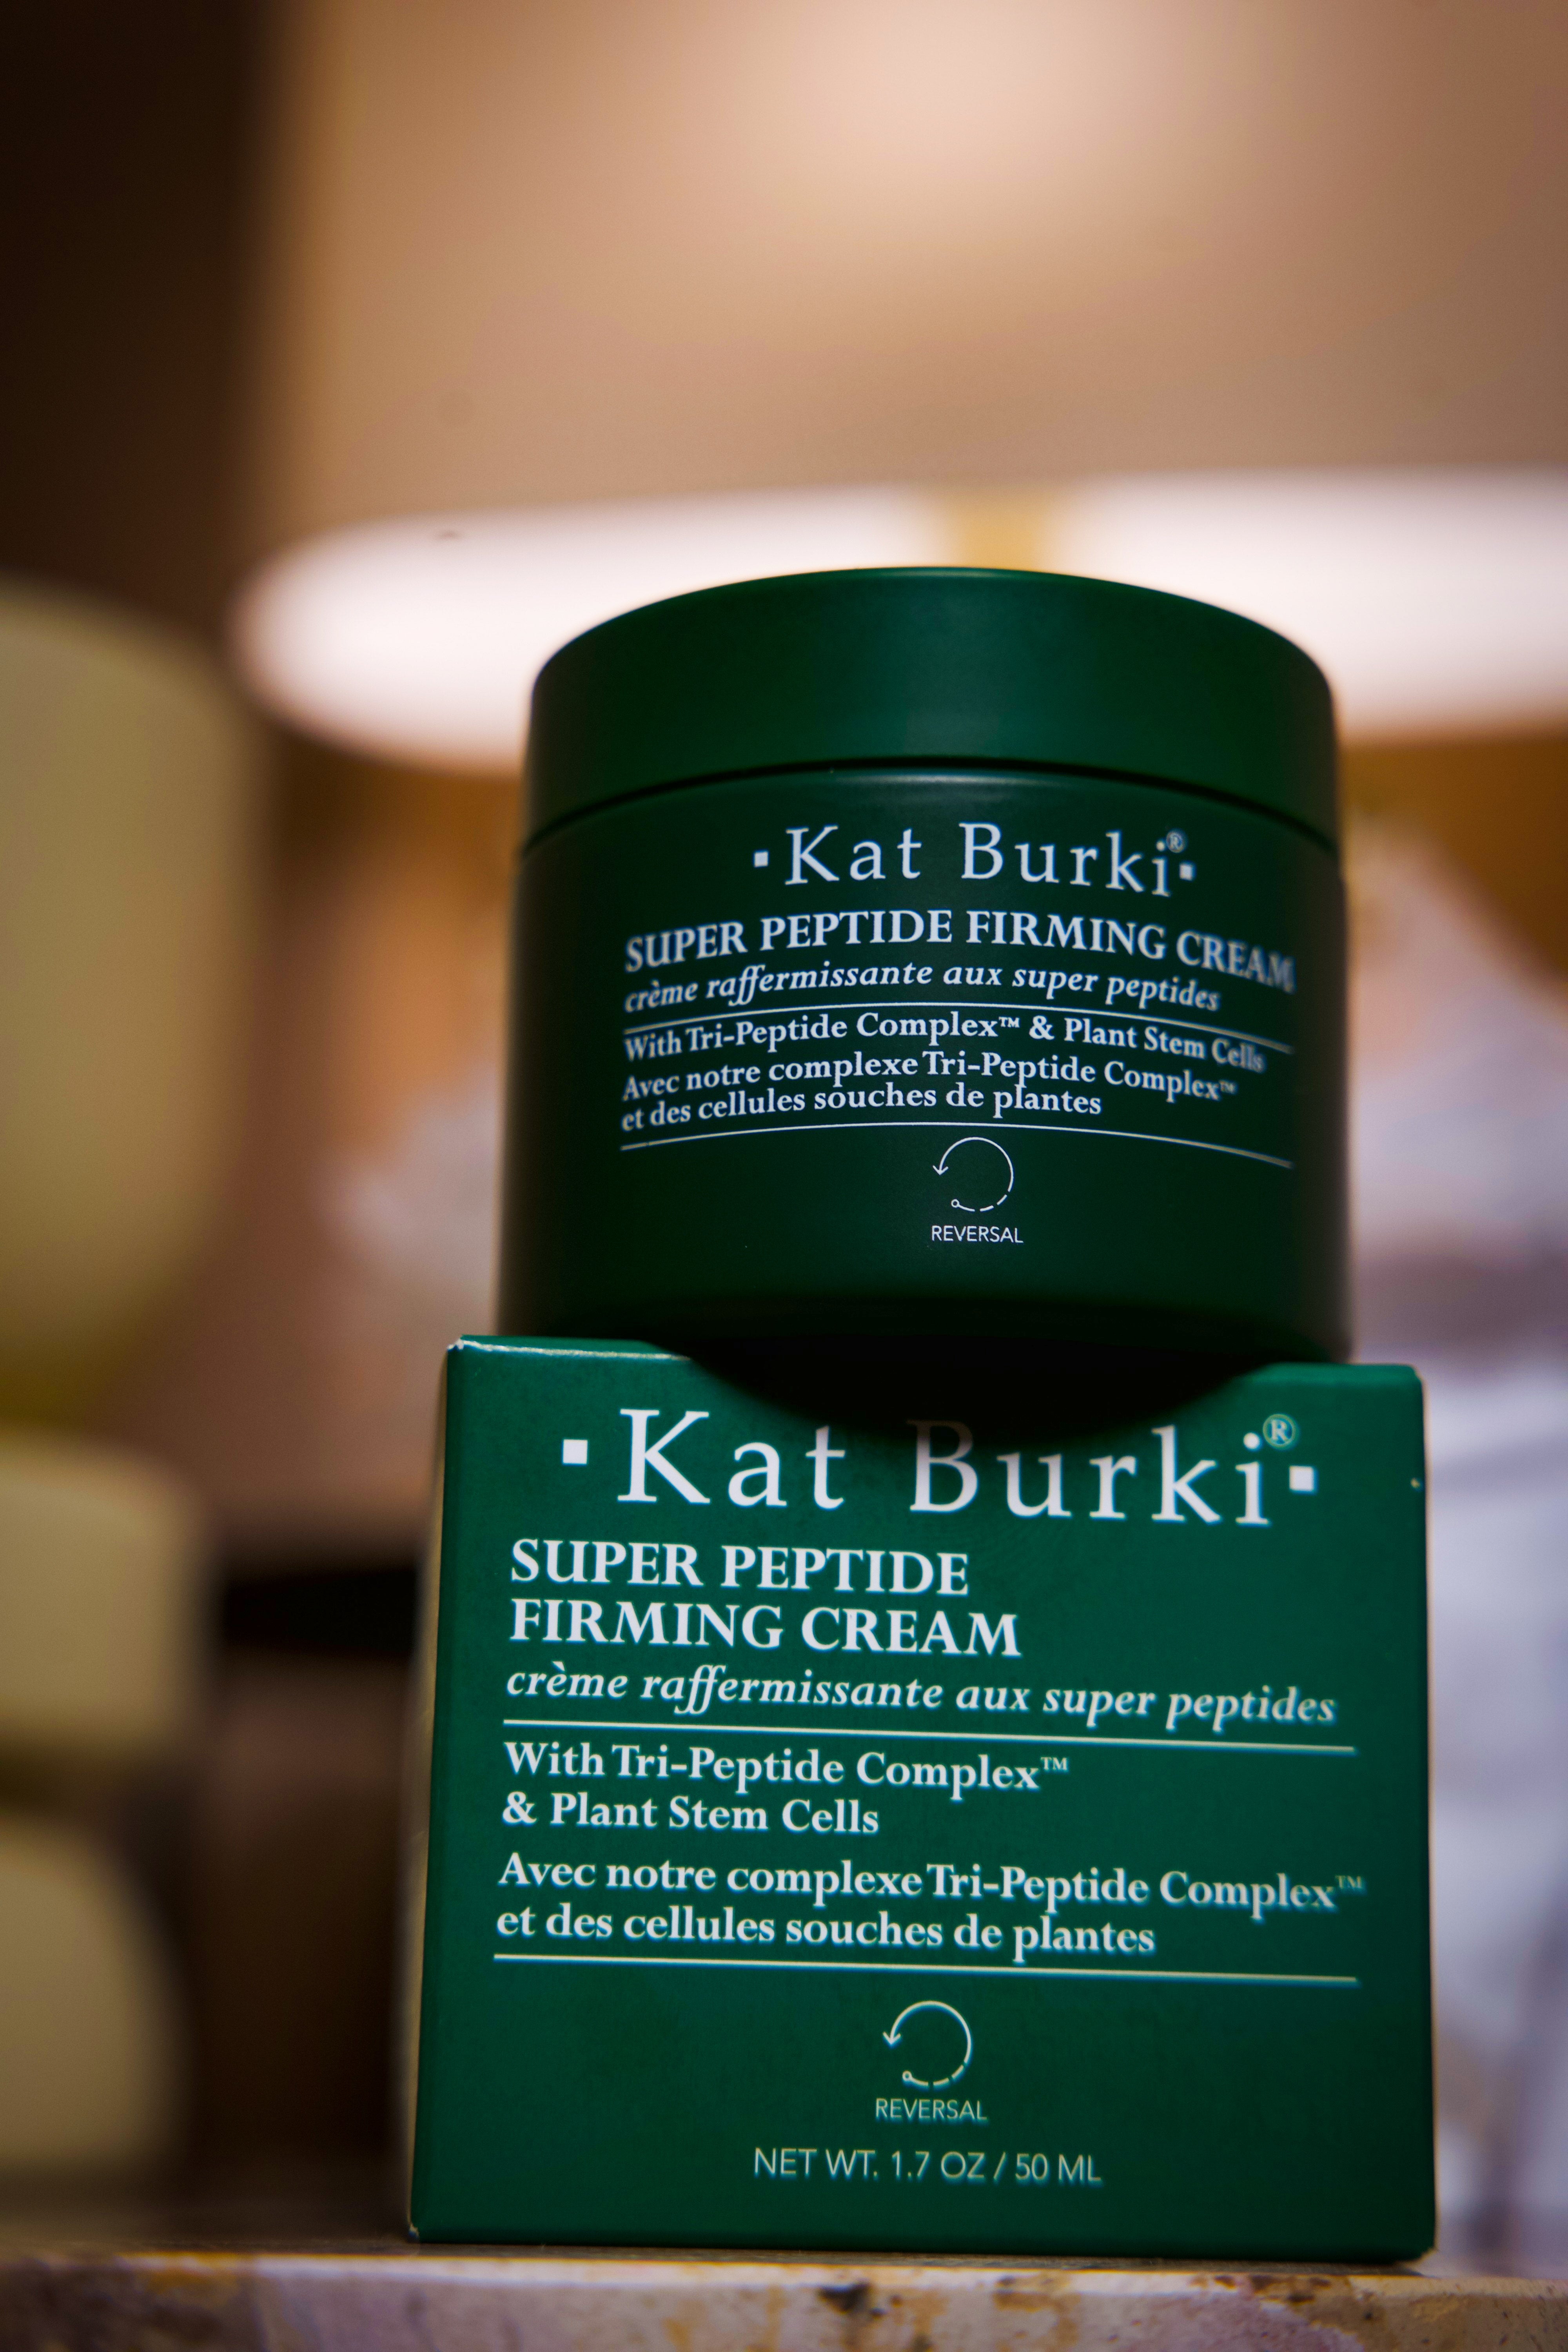 ▪Kat Burki®▪
SUPER PEPTIDE FIRMING CREAM
crème raffermissante aux super peptides
With Tri-Peptide Complex™ & Plant Stem Cells
Avec notre complexe Tri-Peptide Complex™
et des cellules souches de plantes
REVERSAL
▪Kat Burki®▪
SUPER PEPTIDE
FIRMING CREAM
crème raffermissante aux super peptides
With Tri-Peptide Complex™
& Plant Stem Cells
Avec notre complexe Tri-Peptide Complex™
et des cellules souches de plantes
REVERSAL
NET WT. 1.7 OZ / 50 ML